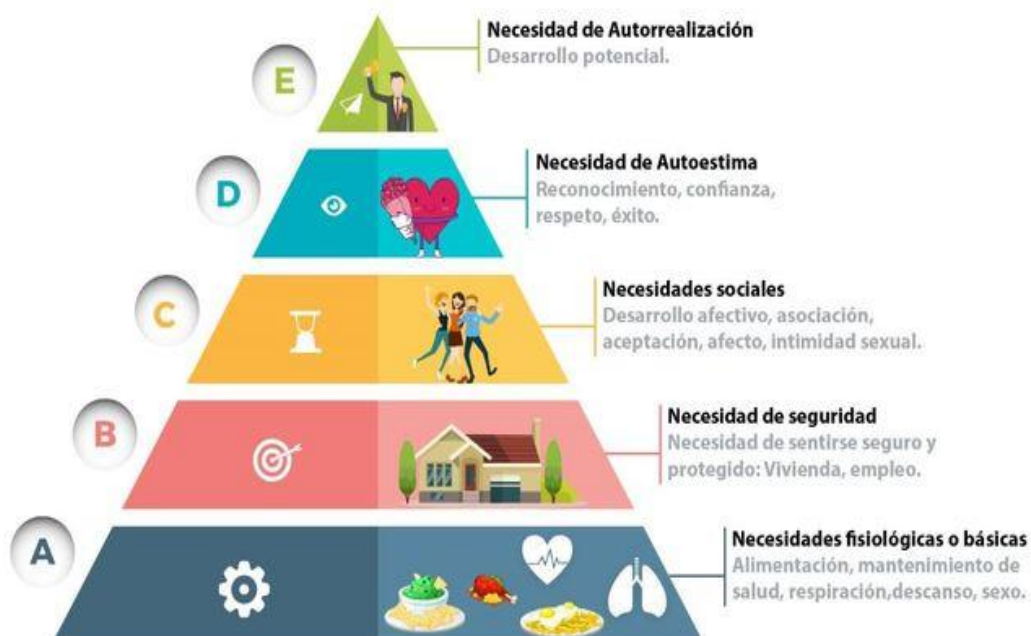 E
Necesidad de Autorrealización
Desarrollo potencial.
D
Necesidad de Autoestima
Reconocimiento, confianza,
respeto, éxito.
C
Necesidades sociales
Desarrollo afectivo, asociación,
aceptación, afecto, intimidad sexual.
B
Necesidad de seguridad
Necesidad de sentirse seguro y
protegido: Vivienda, empleo.
A
Necesidades fisiológicas o básicas
Alimentación, mantenimiento de
salud, respiración,descanso, sexo.